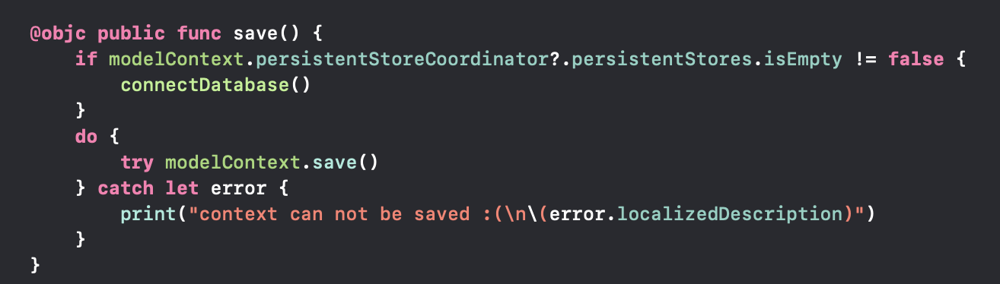 @objc public func save() {
    if modelContext.persistentStoreCoordinator?.persistentStores.isEmpty != false {
        connectDatabase()
    }
    do {
        try modelContext.save()
    } catch let error {
        print("context can not be saved :(\n\(error.localizedDescription)")
    }
}